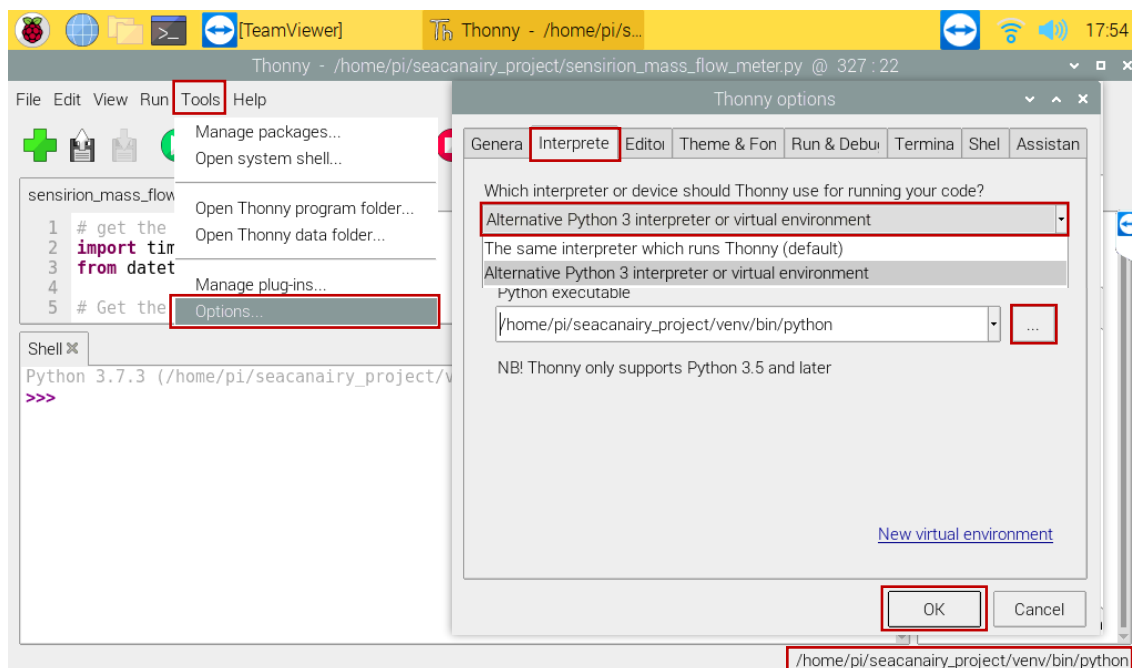 [TeamViewer] Thonny - /home/pi/s... 17:54
Thonny - /home/pi/seacanairy_project/sensirion_mass_flow_meter.py @ 327 : 22
File Edit View Run Tools Help
Manage packages...
Open system shell...
Open Thonny program folder...
Open Thonny data folder...
Manage plug-ins...
Options...
sensirion_mass_flow
1 # get the
2 import tim
3 from datet
4
5 # Get the
Shell
Python 3.7.3 (/home/pi/seacanairy_project/v
>>>
Thonny options
Genera Interprete Editor Theme & Fon Run & Debu Termina Shel Assistan
Which interpreter or device should Thonny use for running your code?
Alternative Python 3 interpreter or virtual environment
The same interpreter which runs Thonny (default)
Alternative Python 3 interpreter or virtual environment
Python executable
/home/pi/seacanairy_project/venv/bin/python ...
NB! Thonny only supports Python 3.5 and later
New virtual environment
OK Cancel
/home/pi/seacanairy_project/venv/bin/python